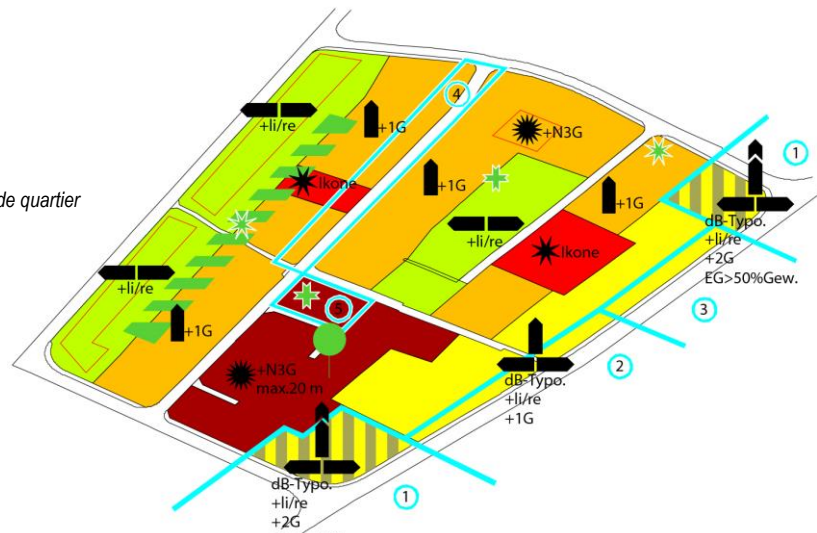 de quartier
+li/re
+1G
4
+N3G
Ikone
+1G
+1G
1
+li/re
dB-Typo.
+li/re
+2G
EG>50%Gew.
+li/re
Ikone
3
5
+1G
+N3G
max.20 m
2
dB-Typo.
+li/re
+1G
dB-Typo.
+li/re
+2G
1